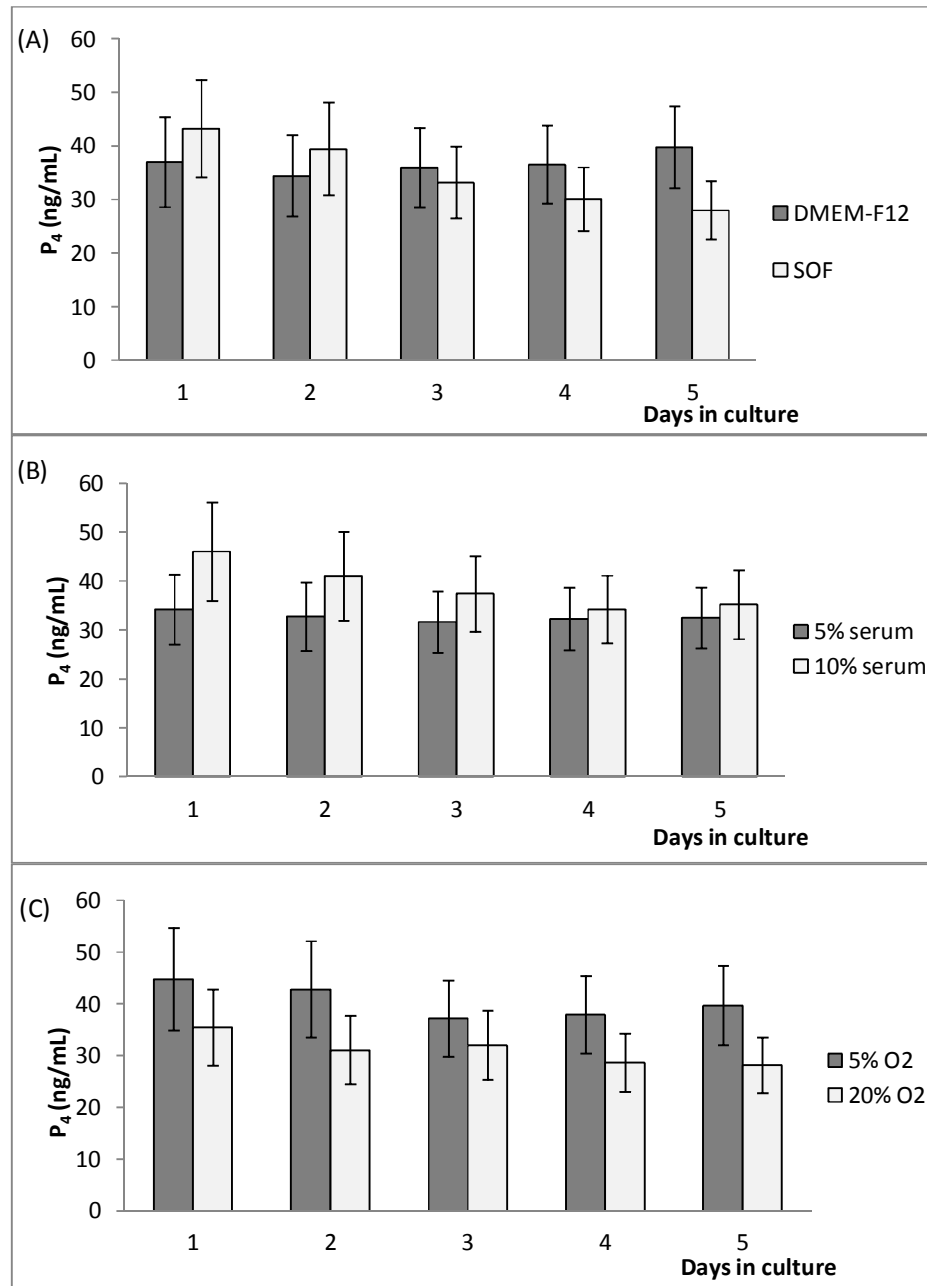 (A)
60
50
40
30
20
10
0
P₄ (ng/mL)
1 2 3 4 5
Days in culture
DMEM-F12
SOF
(B)
60
50
40
30
20
10
0
P₄ (ng/mL)
1 2 3 4 5
Days in culture
5% serum
10% serum
(C)
60
50
40
30
20
10
0
P₄ (ng/mL)
1 2 3 4 5
Days in culture
5% O2
20% O2